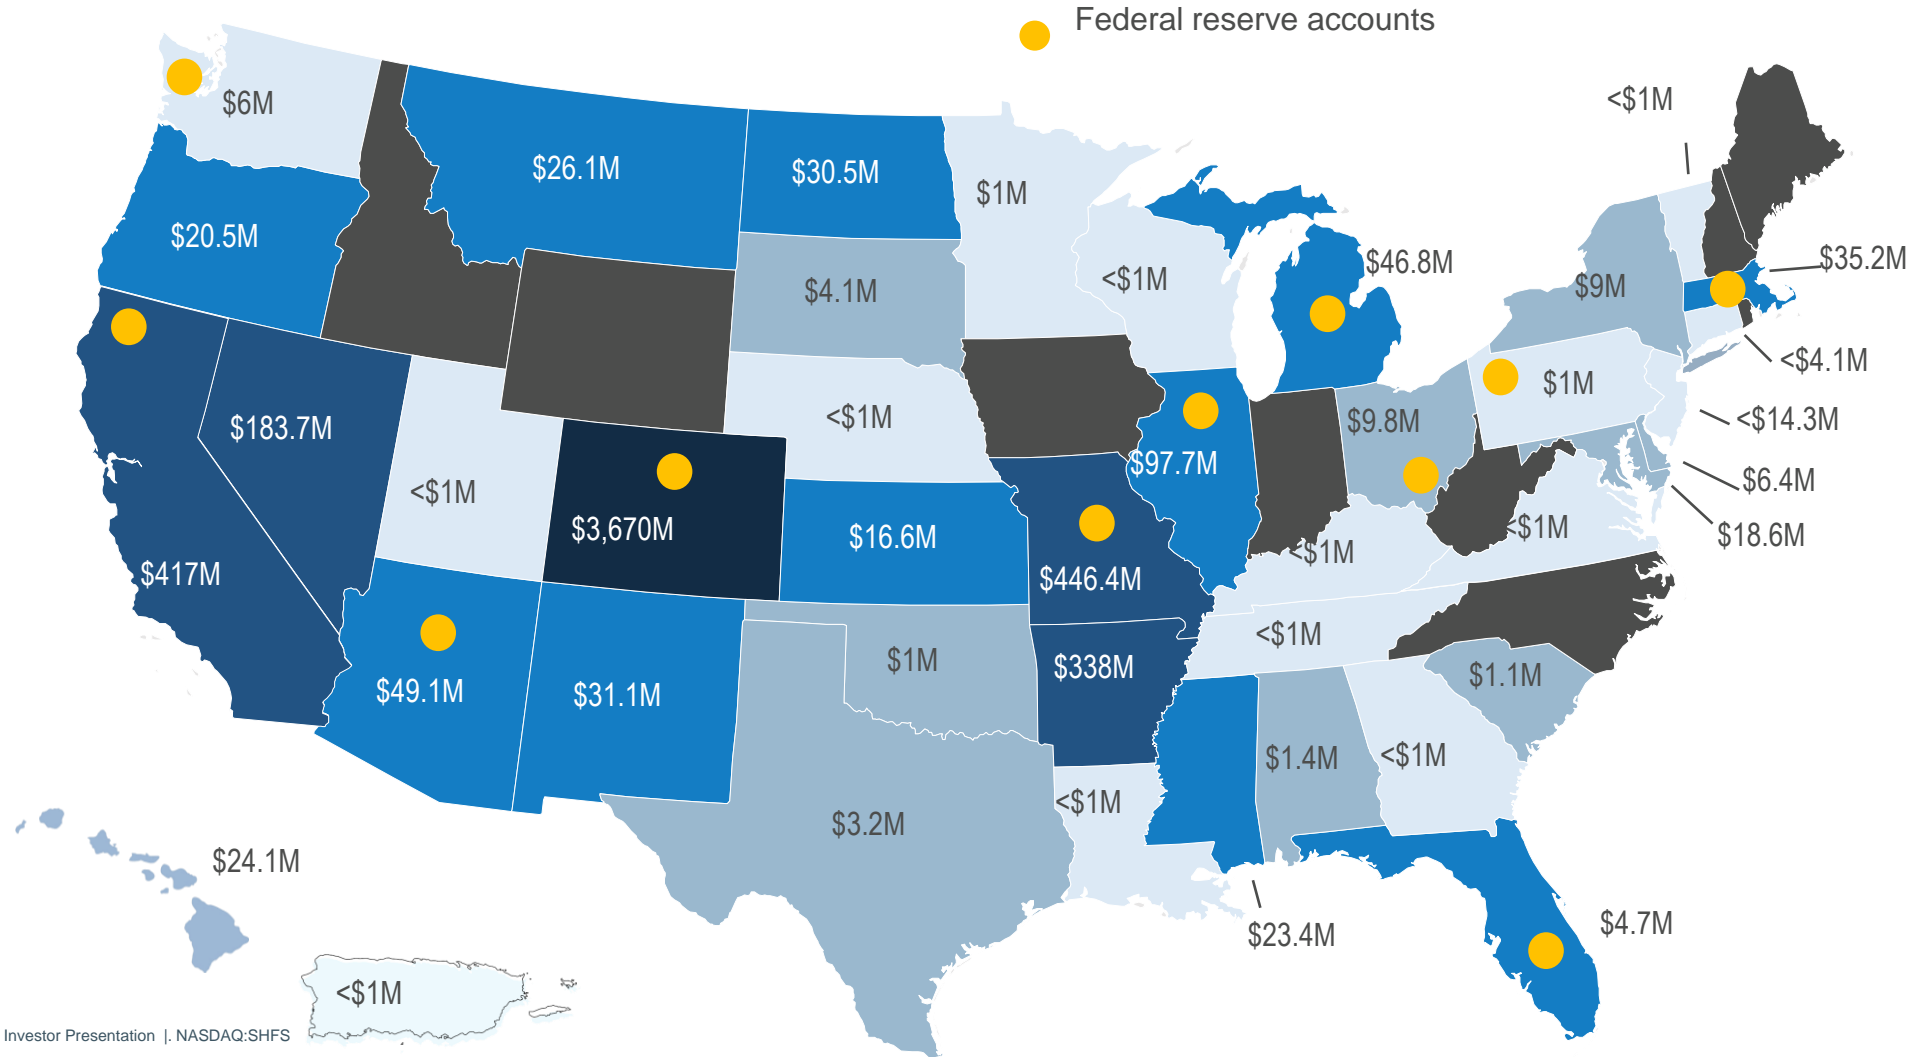 Federal reserve accounts
<$1M
$6M
$26.1M
$30.5M
$1M
$20.5M
$4.1M
<$1M
$46.8M
$9M
$35.2M
<$4.1M
$183.7M
<$1M
$9.8M
$1M
<$14.3M
<$1M
$3,670M
$97.7M
$6.4M
$417M
$16.6M
$446.4M
<$1M
<$1M
$18.6M
$49.1M
$31.1M
$1M
$338M
<$1M
$1.1M
$3.2M
<$1M
$1.4M
<$1M
$24.1M
$23.4M
$4.7M
<$1M
Investor Presentation |. NASDAQ:SHFS